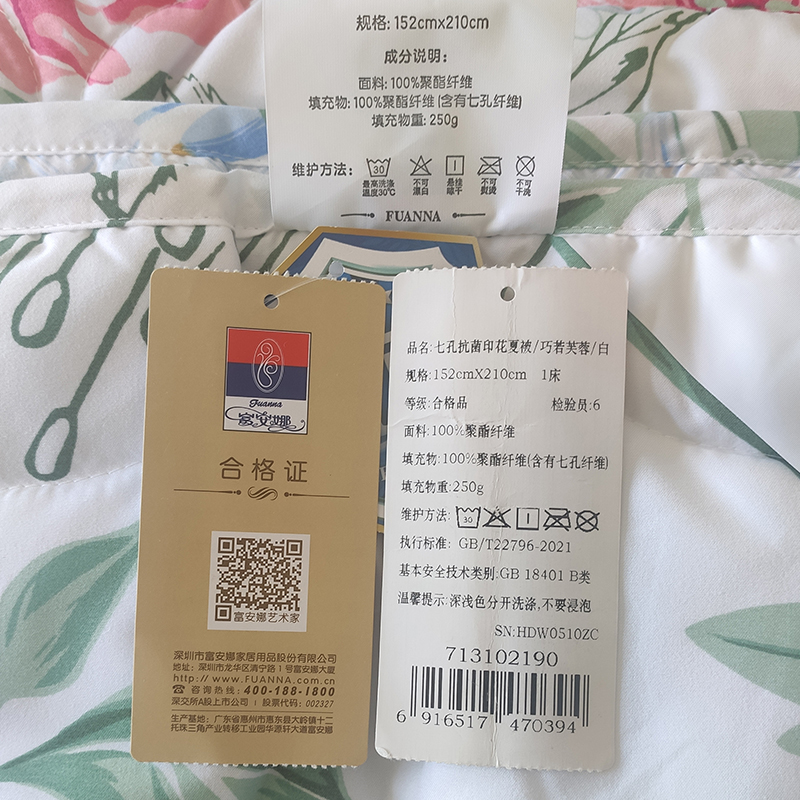 规格: 152cmx210cm
成分说明:
面料: 100%聚酯纤维
填充物: 100%聚酯纤维(含有七孔纤维)
填充物重: 250g
维护方法:
30
最高洗涤温度30℃
不可漂白
悬挂晾干
不可熨烫
不可干洗
FUANNA
Fuanna
富安娜
合格证
富安娜艺术家
深圳市富安娜家居用品股份有限公司
地址: 深圳市龙华区清宁路1号富安娜大厦
http://www.FUANNA.com.cn
咨询热线: 400-188-1800
深交所A股上市公司 | 股票代码: 002327
生产基地: 广东省惠州市惠东县大岭镇十二
托珠三角产业转移工业园华源轩大道富安娜
品名:七孔抗菌印花夏被/巧若芙蓉/白
规格:152cmX210cm 1床
等级:合格品 检验员:6
面料:100%聚酯纤维
填充物:100%聚酯纤维(含有七孔纤维)
填充物重:250g
维护方法:
30
执行标准: GB/T22796-2021
基本安全技术类别:GB 18401 B类
温馨提示:深浅色分开洗涤,不要浸泡
SN:HDW0510ZC
713102190
6 916517 470394